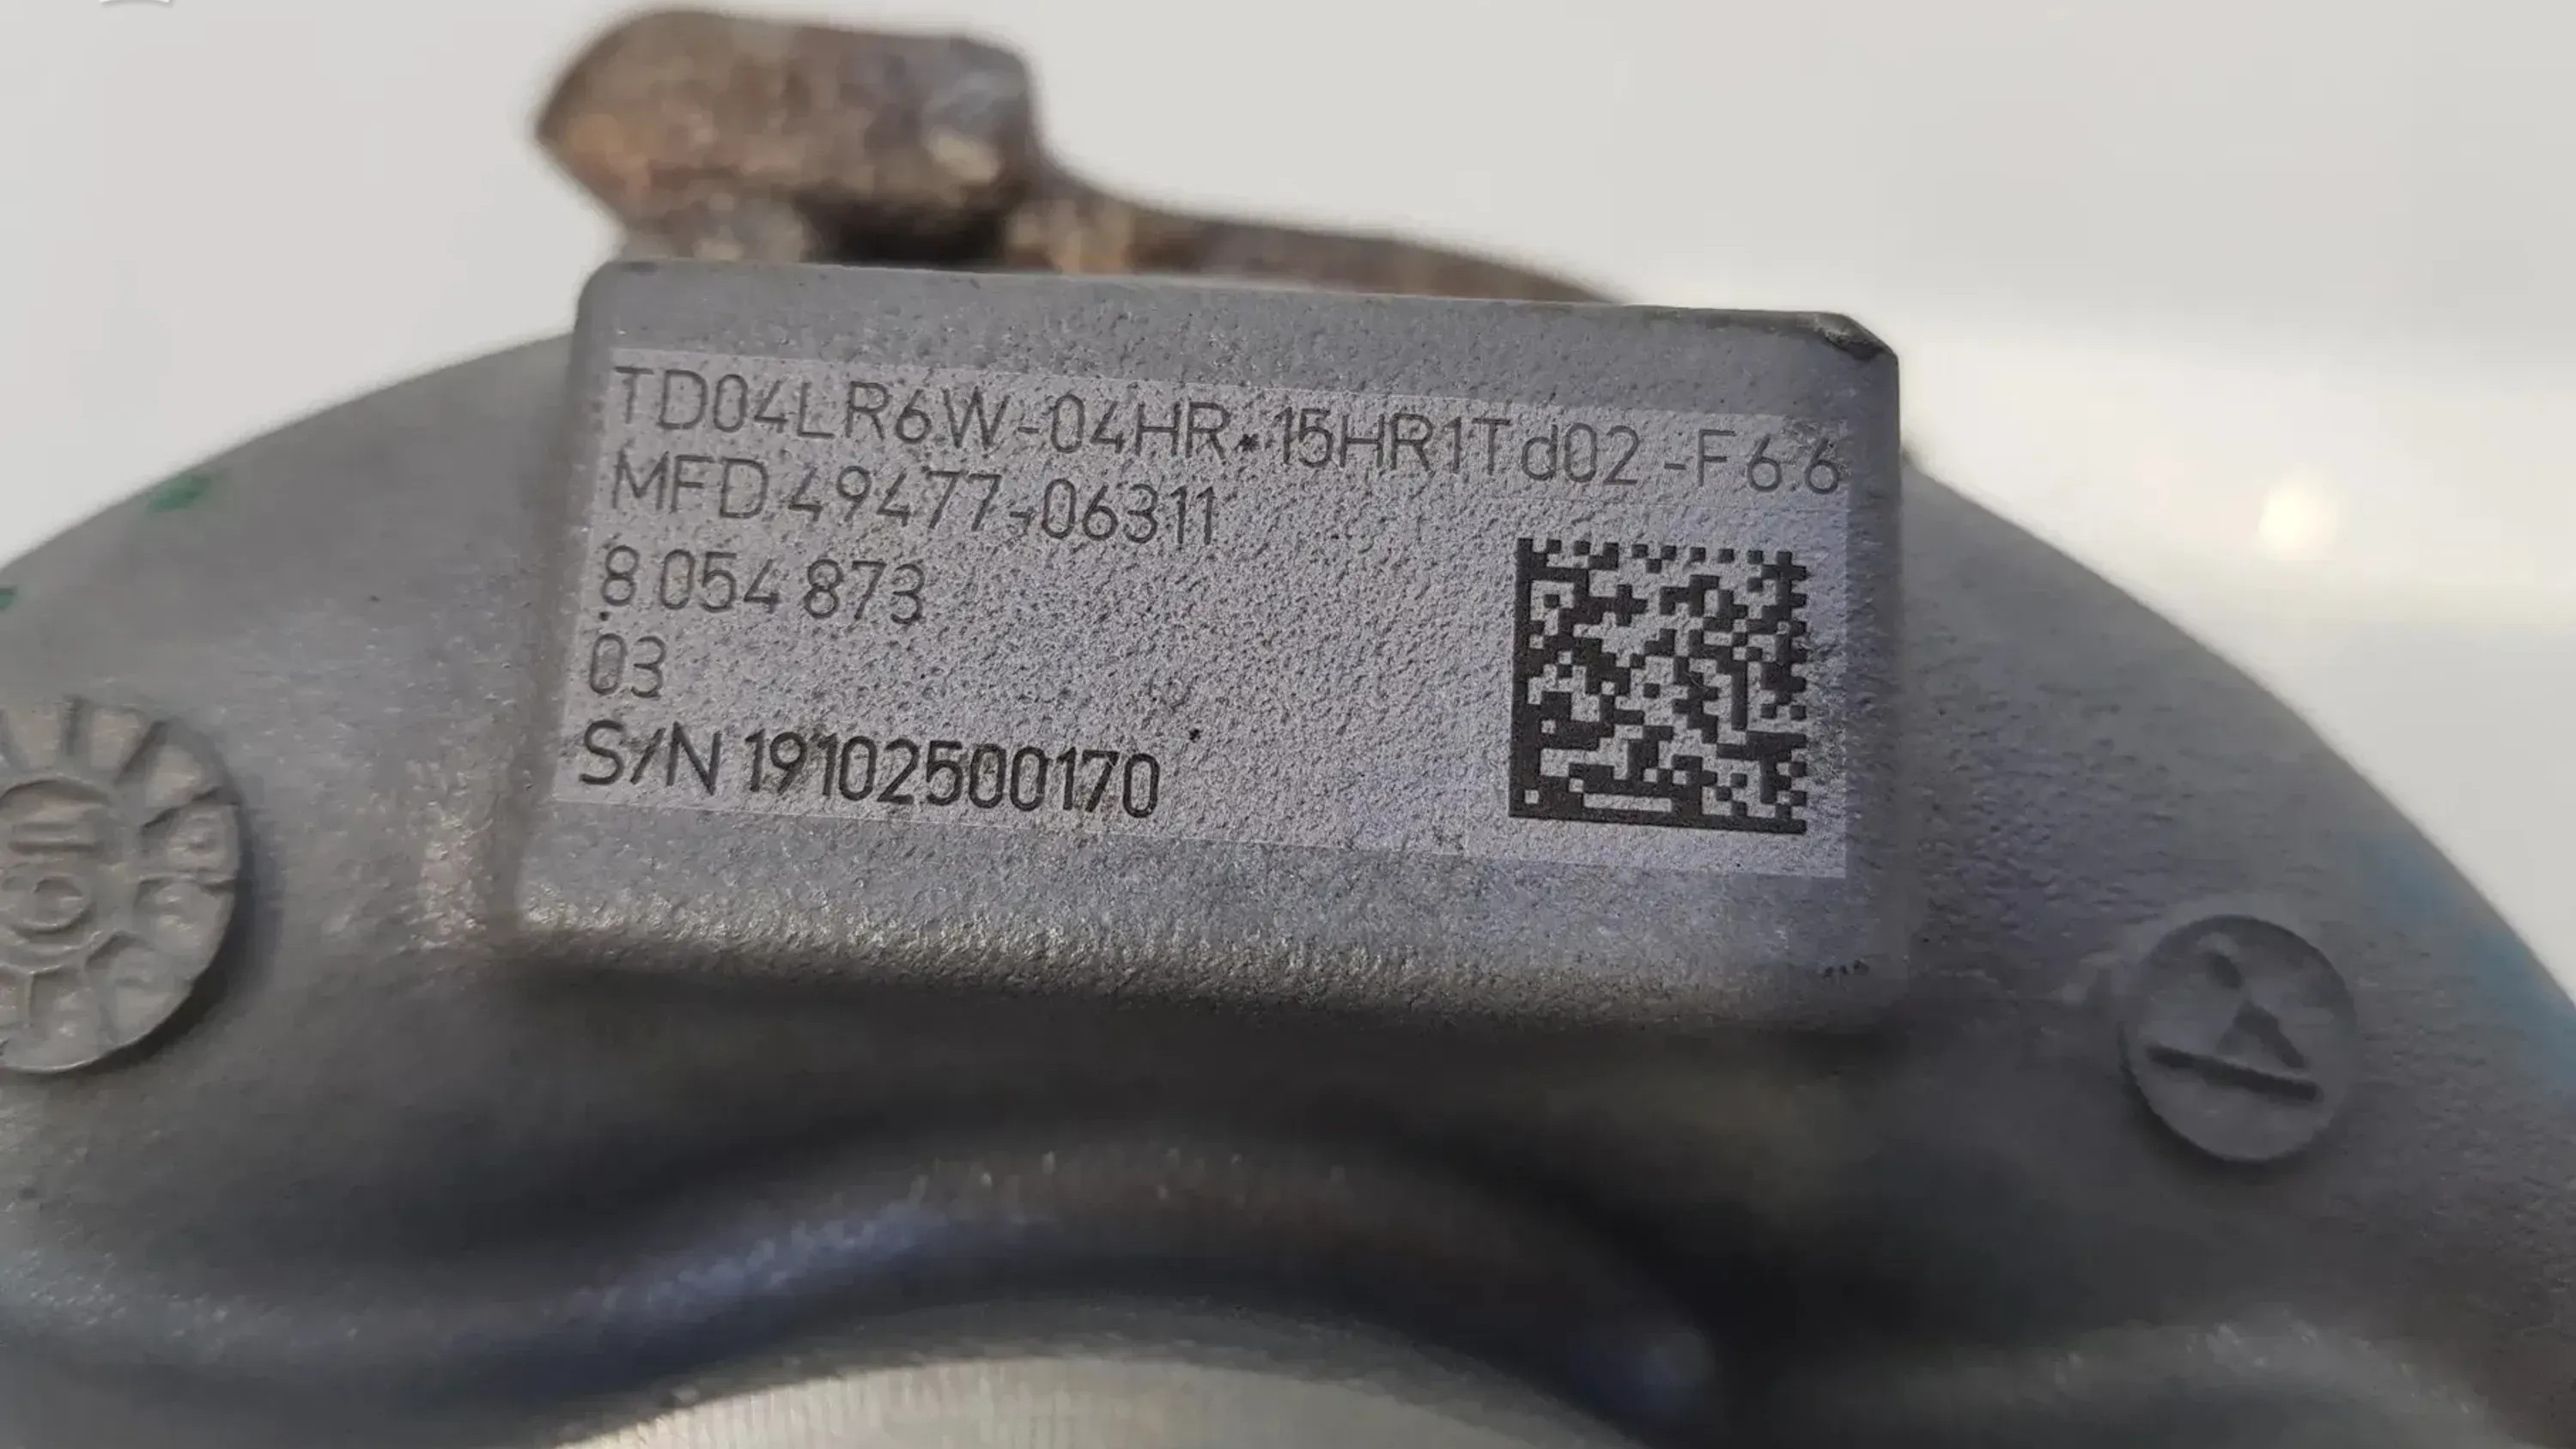 TD04LR6W-04HR-15HR1Td02-F6.6
MFD 49477-06311
8 054 873
03
S/N 19102500170